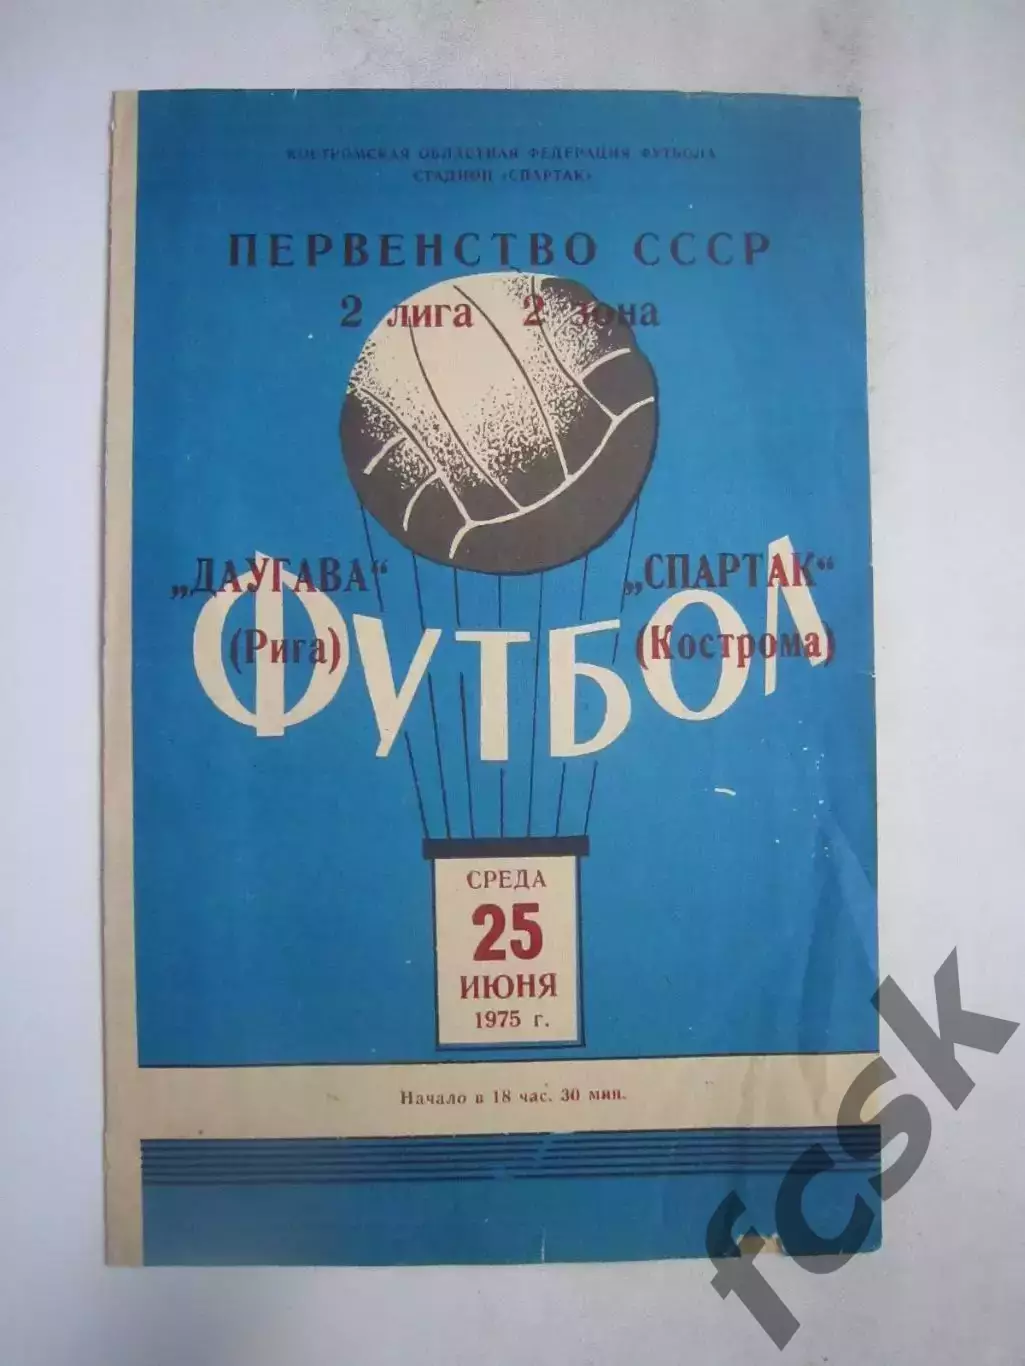 КОСТРОМСКАЯ ОБЛАСТНАЯ ФЕДЕРАЦИЯ ФУТБОЛА
СТАДИОН «СПАРТАК»
ПЕРВЕНСТВО СССР
2 лига 2 зона
„ДАУГАВА“
(Рига)
„СПАРТАК“
(Кострома)
ФУТБОЛ
СРЕДА
25
ИЮНЯ
1975 г.
Начало в 18 час. 30 мин.
fcsk